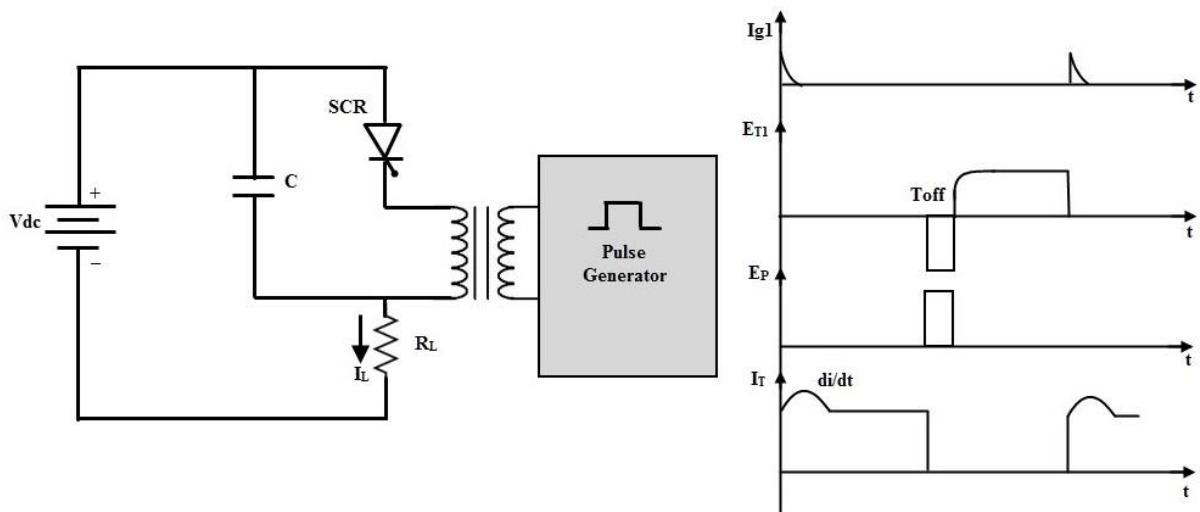 SCR
C
+
Vdc
−
Pulse
Generator
RL
IL
Ig1
t
ET1
Toff
t
EP
t
IT
di/dt
t